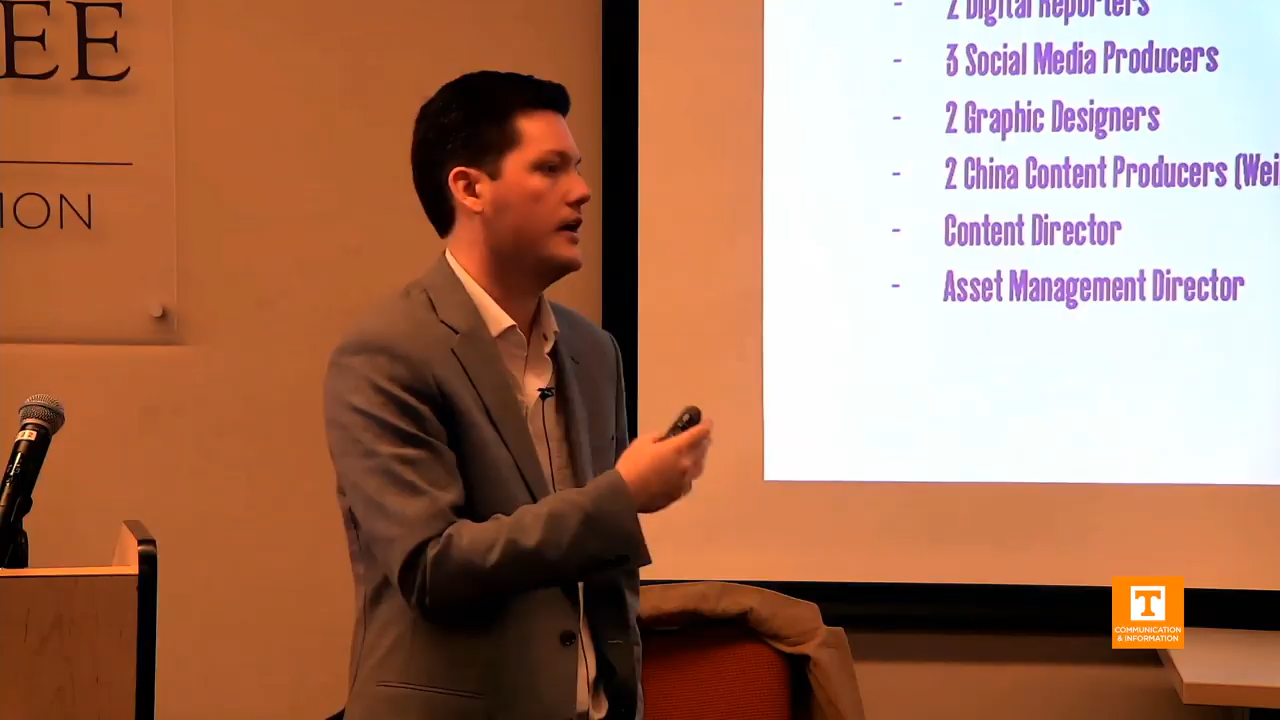 EE
ION
- 2 Digital Reporters
- 3 Social Media Producers
- 2 Graphic Designers
- 2 China Content Producers (Wei
- Content Director
- Asset Management Director
T
COMMUNICATION
& INFORMATION